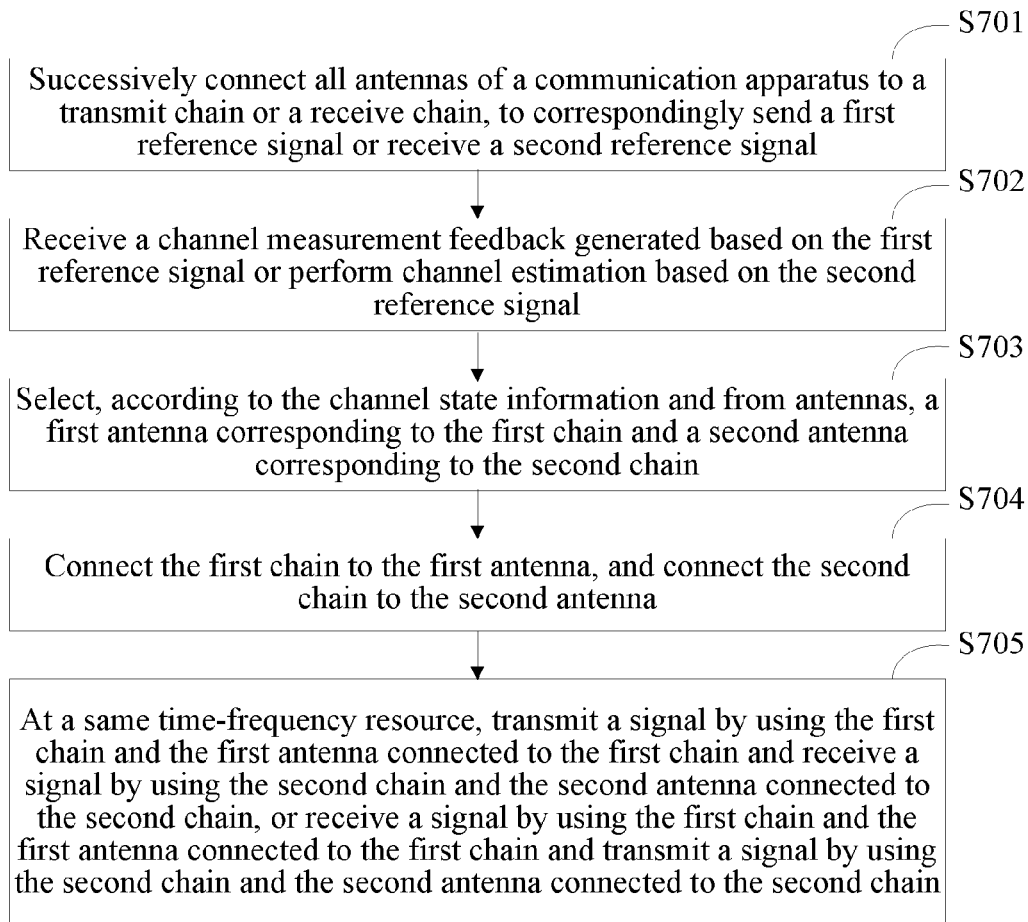 S701
Successively connect all antennas of a communication apparatus to a
transmit chain or a receive chain, to correspondingly send a first
reference signal or receive a second reference signal
S702
Receive a channel measurement feedback generated based on the first
reference signal or perform channel estimation based on the second
reference signal
S703
Select, according to the channel state information and from antennas, a
first antenna corresponding to the first chain and a second antenna
corresponding to the second chain
S704
Connect the first chain to the first antenna, and connect the second
chain to the second antenna
S705
At a same time-frequency resource, transmit a signal by using the first
chain and the first antenna connected to the first chain and receive a
signal by using the second chain and the second antenna connected to
the second chain, or receive a signal by using the first chain and the
first antenna connected to the first chain and transmit a signal by using
the second chain and the second antenna connected to the second chain